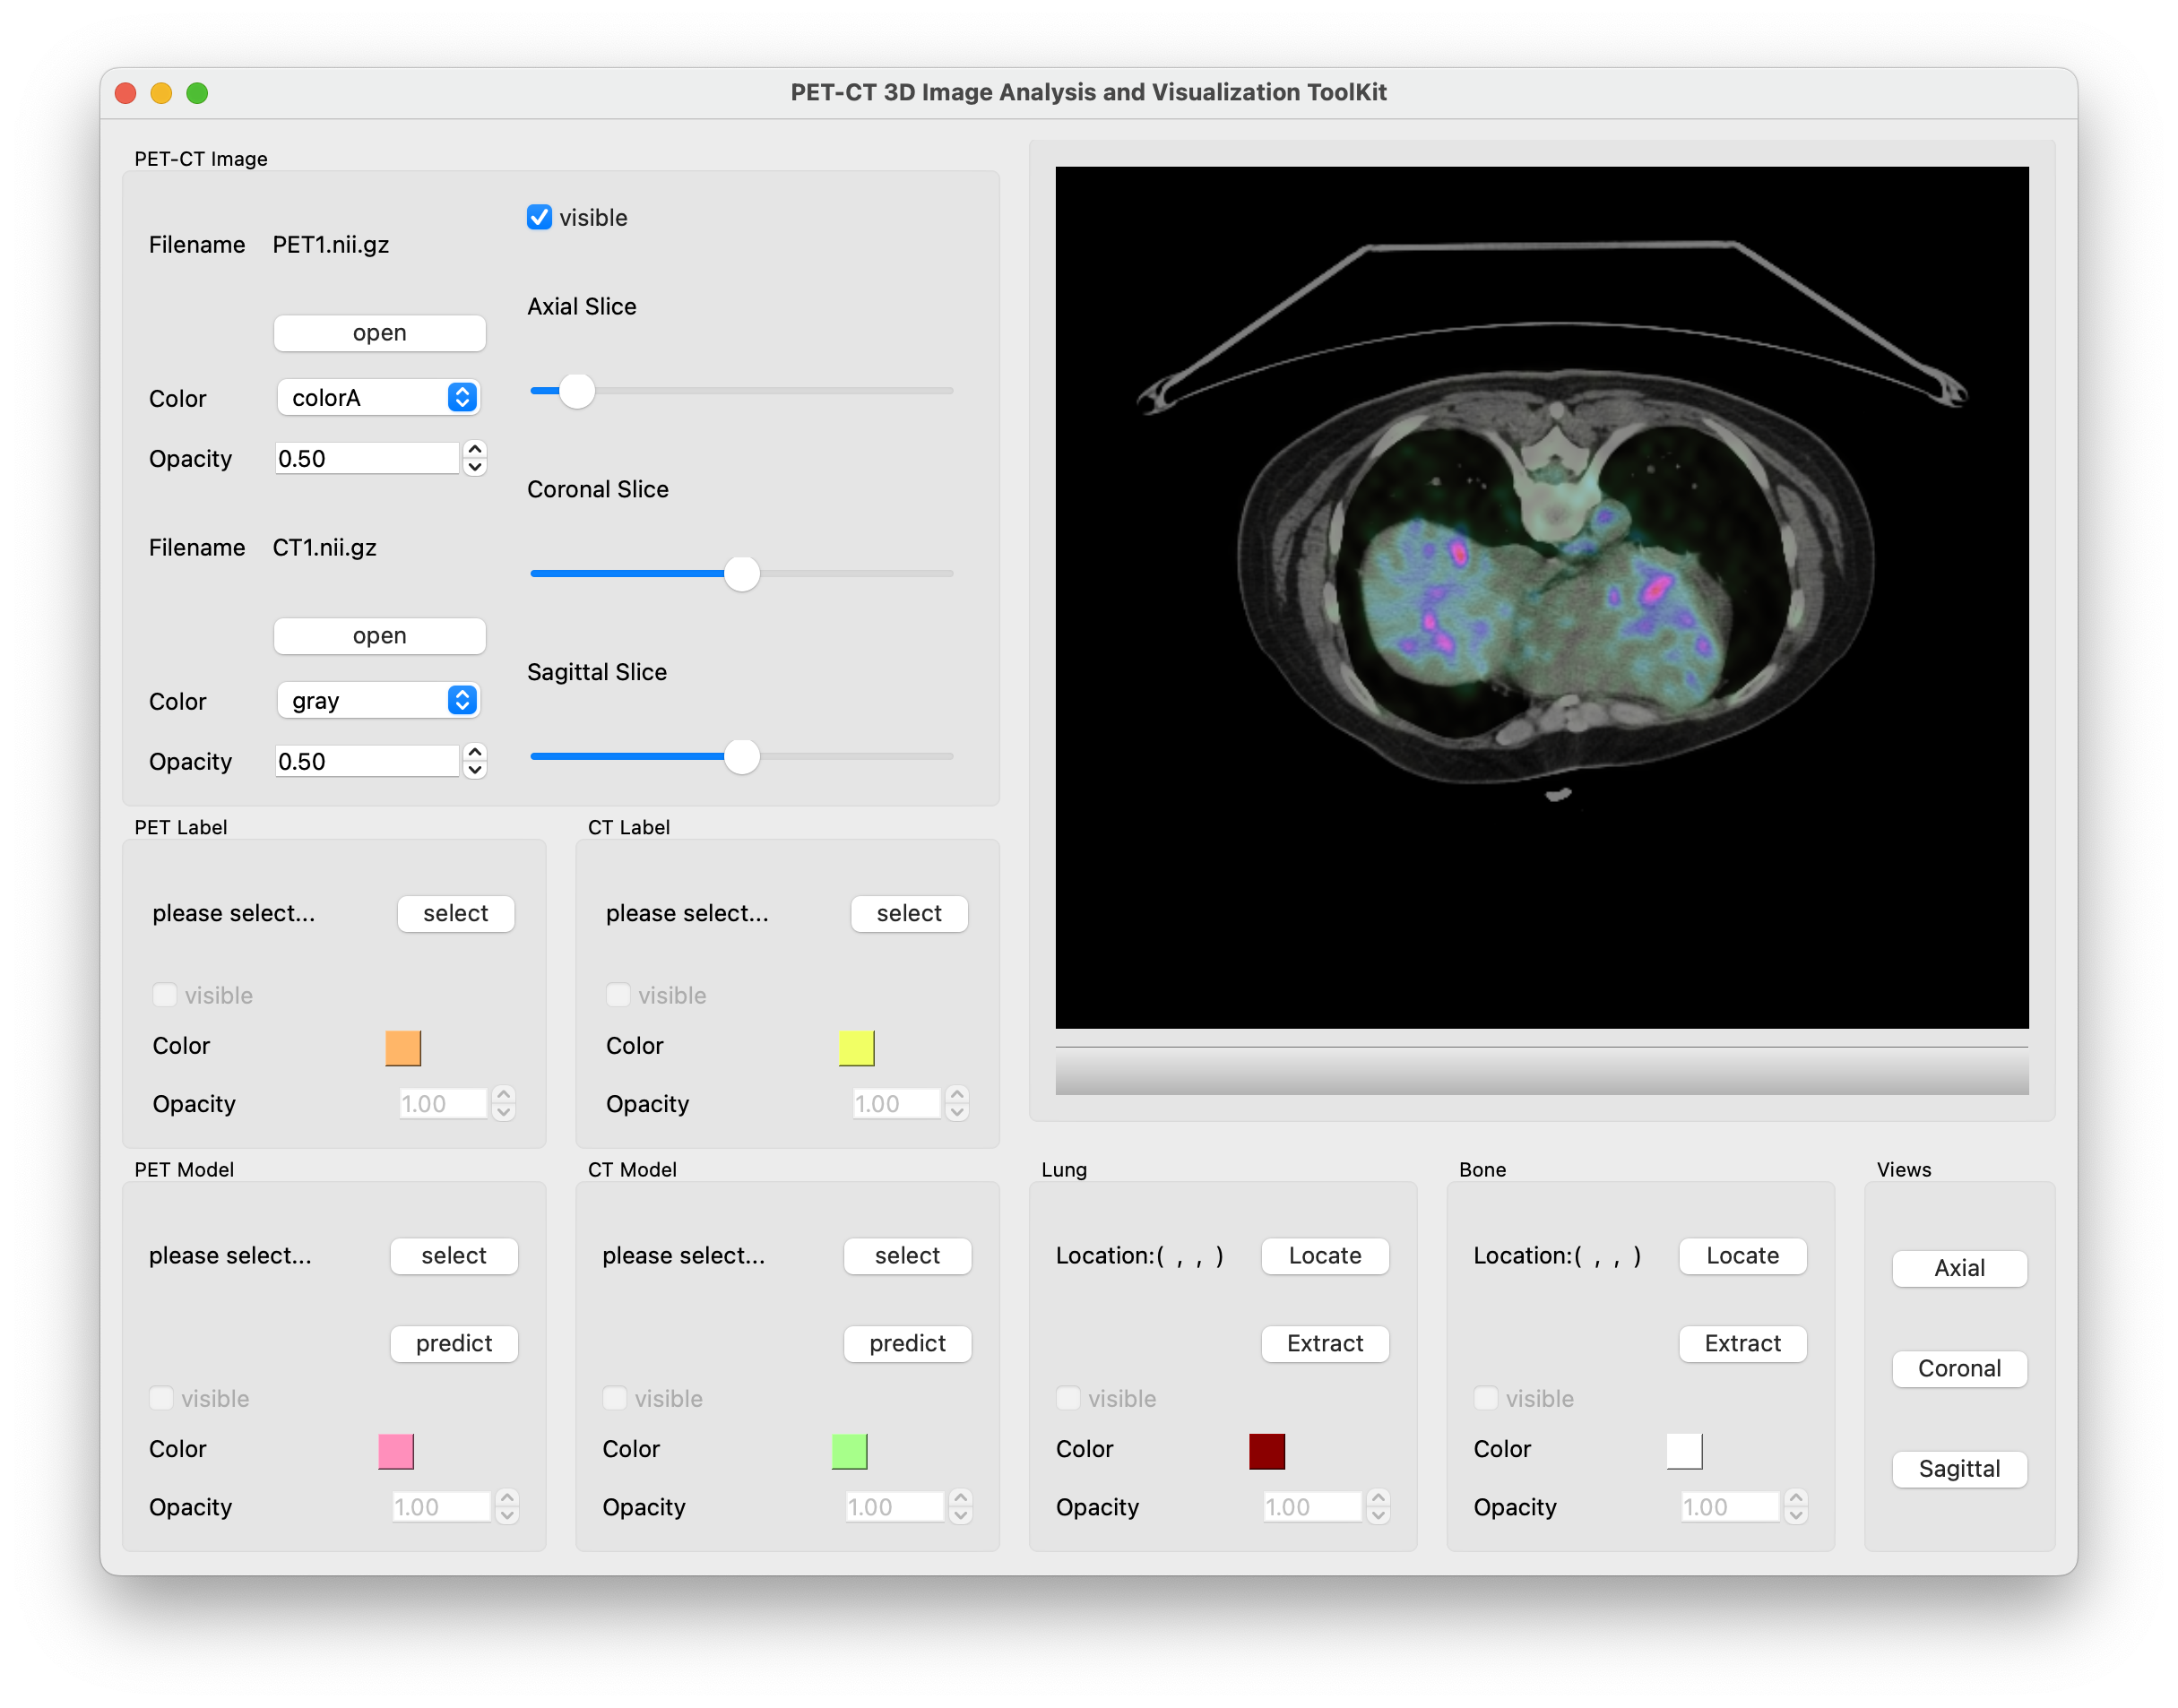 PET-CT 3D Image Analysis and Visualization ToolKit
PET-CT Image
visible
Filename PET1.nii.gz
Axial Slice
open
Color colorA
Opacity 0.50
Coronal Slice
Filename CT1.nii.gz
open
Sagittal Slice
Color gray
Opacity 0.50
PET Label
please select... select
visible
Color
Opacity 1.00
CT Label
please select... select
visible
Color
Opacity 1.00
PET Model
please select... select
predict
visible
Color
Opacity 1.00
CT Model
please select... select
predict
visible
Color
Opacity 1.00
Lung
Location:( , , ) Locate
Extract
visible
Color
Opacity 1.00
Bone
Location:( , , ) Locate
Extract
visible
Color
Opacity 1.00
Views
Axial
Coronal
Sagittal